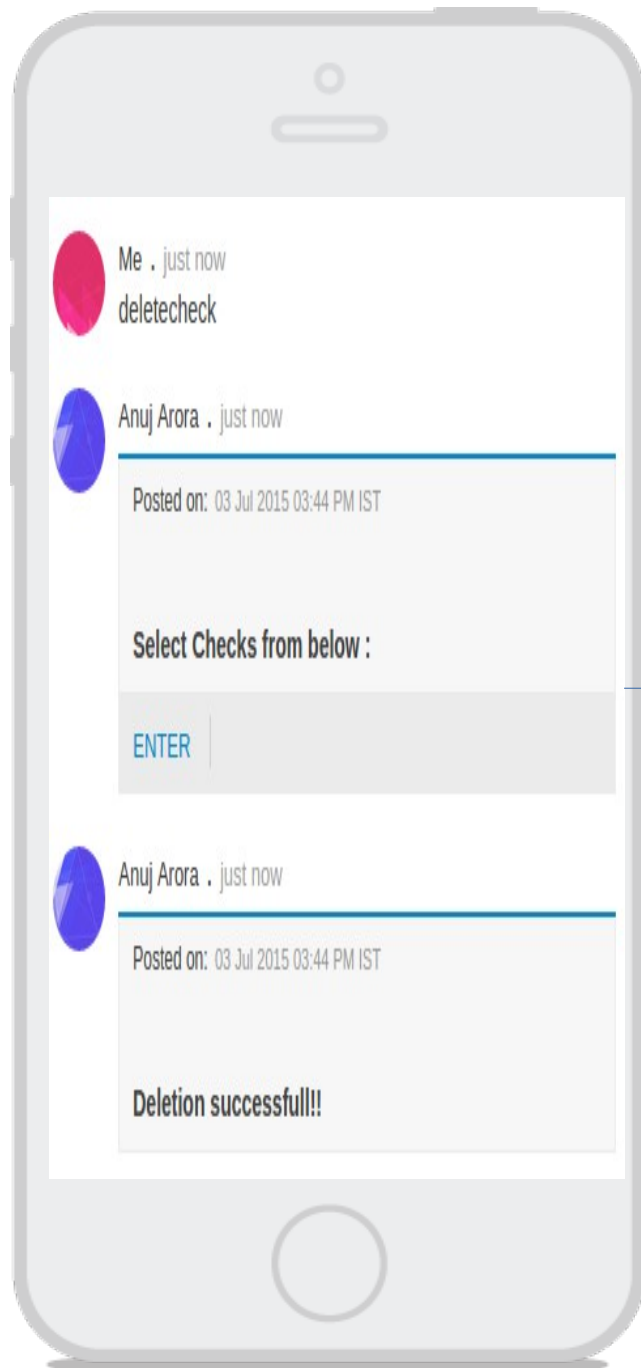 Me . just now
deletecheck
Anuj Arora . just now
Posted on: 03 Jul 2015 03:44 PM IST
Select Checks from below :
ENTER
Anuj Arora . just now
Posted on: 03 Jul 2015 03:44 PM IST
Deletion successfull!!